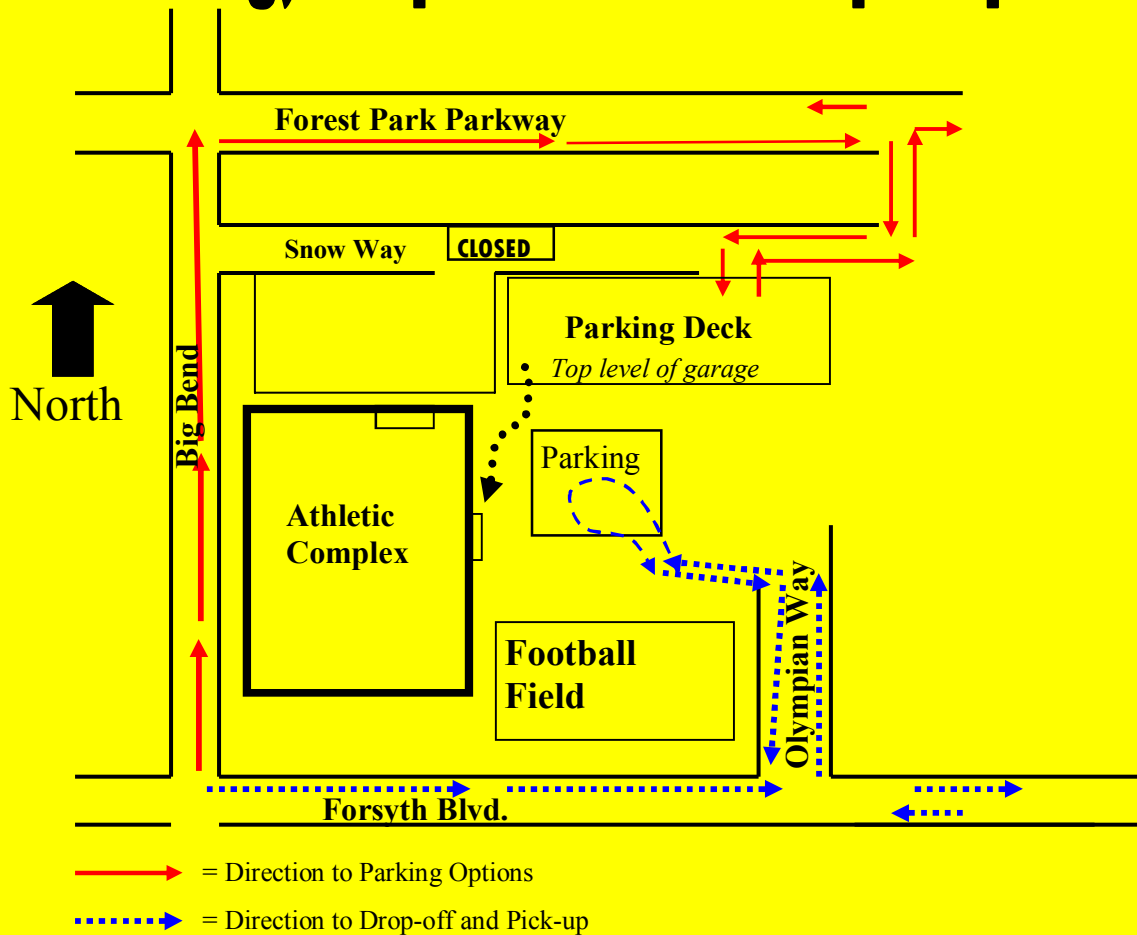 Forest Park Parkway
Snow Way
CLOSED
Parking Deck
Top level of garage
North
Big Bend
Parking
Athletic
Complex
Olympian Way
Football
Field
Forsyth Blvd.
= Direction to Parking Options
= Direction to Drop-off and Pick-up